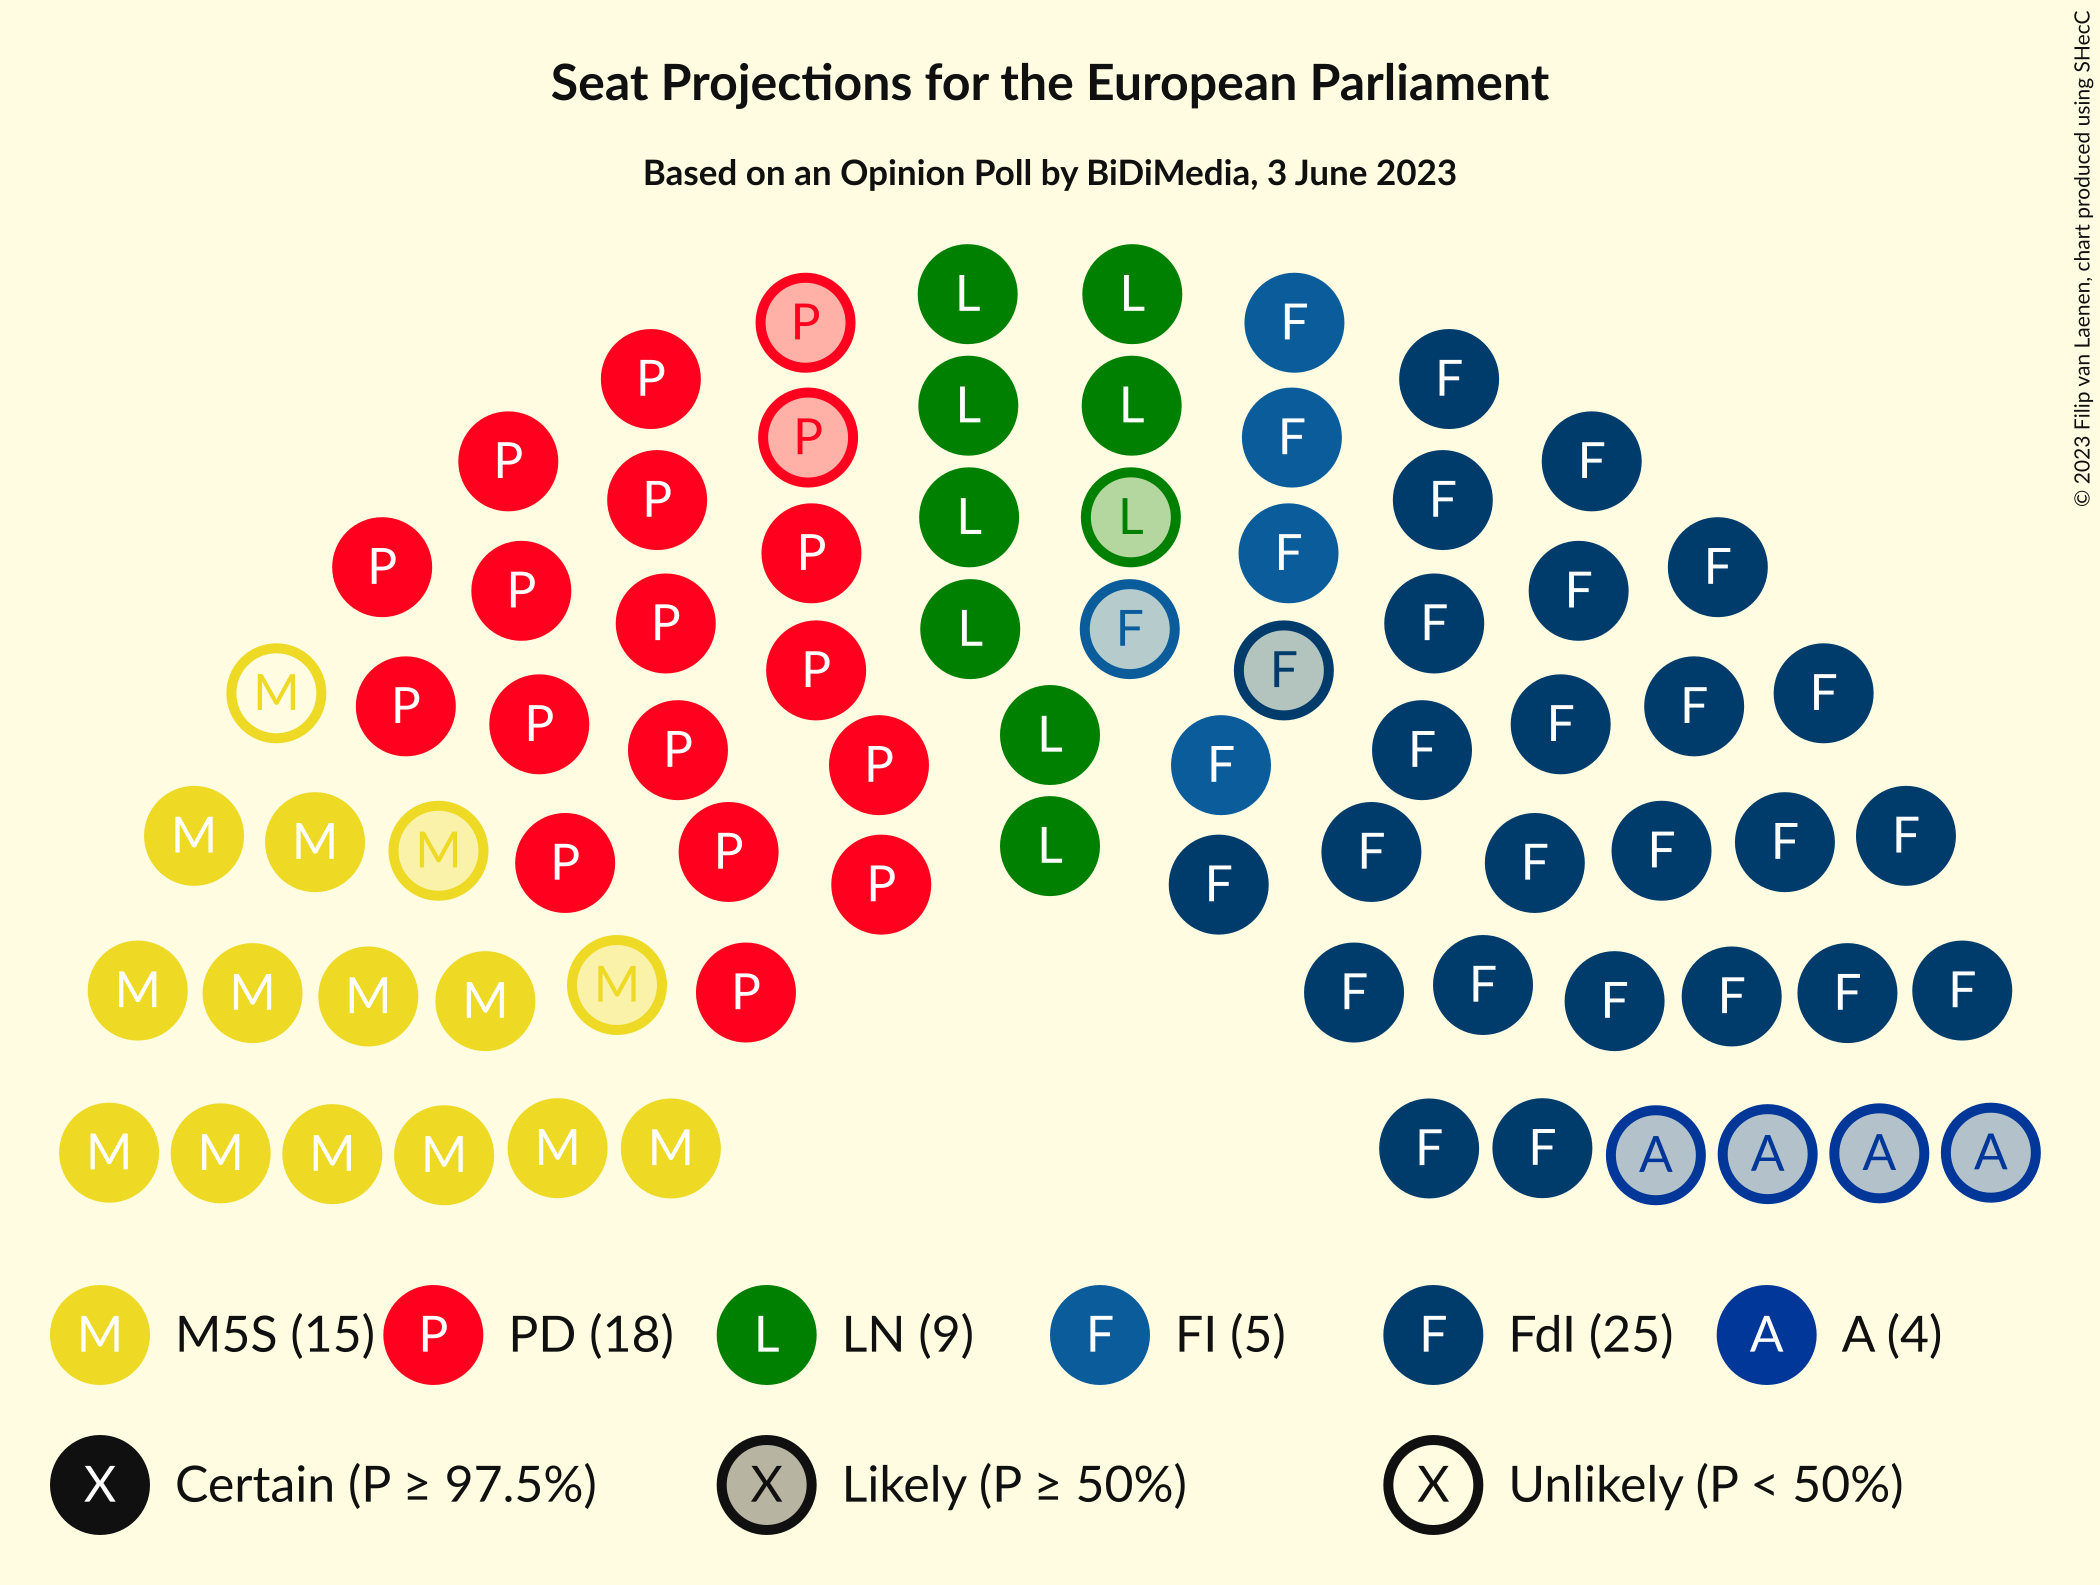 Seat Projections for the European Parliament
Based on an Opinion Poll by BiDiMedia, 3 June 2023
© 2023 Filip van Laenen, chart produced using SHecC
L L
P F
P F
L L
P F
P F
P F
P F
L L
P F
P F
P F
P F
P F
L F
P F
P F
M F
P F
P F
L
P F
P F
M F
M F
L
M F
P F
P F
P F
M P F F
M F
M F
M F
M F
M M M M M M F F A A A A
M M5S (15) P PD (18) L LN (9) F FI (5) F FdI (25) A A (4)
X Certain (P ≥ 97.5%) X Likely (P ≥ 50%) X Unlikely (P < 50%)